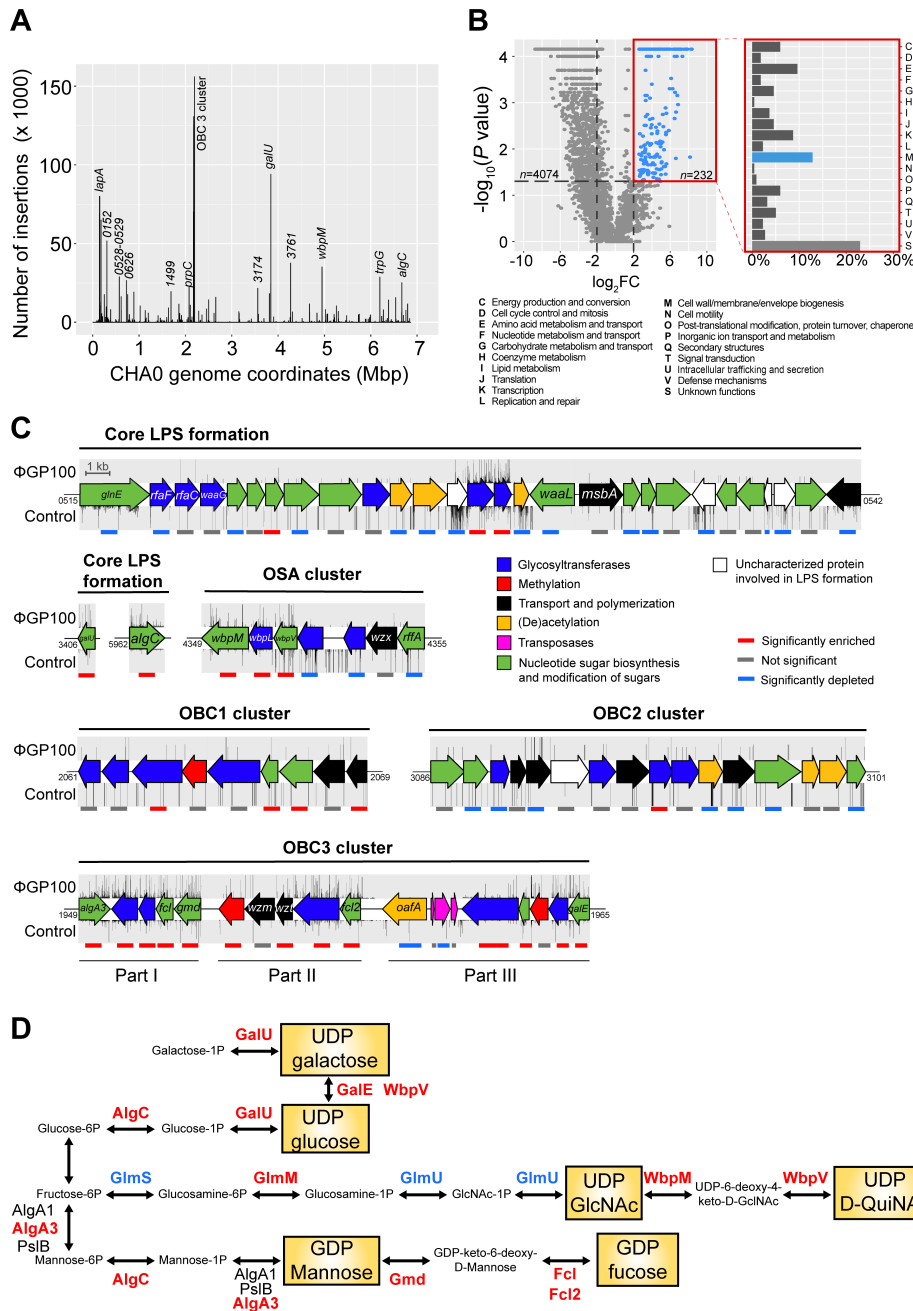 A
Number of insertions (x 1000)
150
100
50
0
lapA
0152
0528-0529
0626
1499
prpC
OBC 3 cluster
galU
3174
3761
wbpM
trpG
algC
0 1 2 3 4 5 6 7
CHA0 genome coordinates (Mbp)
B
-log10(P value)
4
3
2
1
0
n=4074
n=232
-10 -6 -2 2 6 10
log2FC
C
D
E
F
G
H
I
J
K
L
M
N
O
P
Q
T
U
V
S
0% 10% 20% 30%
C Energy production and conversion
D Cell cycle control and mitosis
E Amino acid metabolism and transport
F Nucleotide metabolism and transport
G Carbohydrate metabolism and transport
H Coenzyme metabolism
I Lipid metabolism
J Translation
K Transcription
L Replication and repair
M Cell wall/membrane/envelope biogenesis
N Cell motility
O Post-translational modification, protein turnover, chaperone
P Inorganic ion transport and metabolism
Q Secondary structures
T Signal transduction
U Intracellular trafficking and secretion
V Defense mechanisms
S Unknown functions
C
Core LPS formation
ΦGP100
1 kb
0515 glnE rfaF rfaC waaG waaL msbA 0542
Control
Core LPS
formation
OSA cluster
ΦGP100
galU algC wbpM wbpL wbpV wzx rffA
3406 5962 4349 4355
Control
Glycosyltransferases
Methylation
Transport and polymerization
(De)acetylation
Transposases
Nucleotide sugar biosynthesis
and modification of sugars
Uncharacterized protein
involved in LPS formation
Significantly enriched
Not significant
Significantly depleted
OBC1 cluster
OBC2 cluster
ΦGP100
2061 2069
Control
ΦGP100
3086 3101
Control
OBC3 cluster
ΦGP100
1949 algA3 fcl gmd wzm wzt fcl2 oafA galE 1965
Control
Part I Part II Part III
D
Galactose-1P GalU UDP
galactose
GalE WbpV
Glucose-6P AlgC Glucose-1P GalU UDP
glucose
Fructose-6P GlmS Glucosamine-6P GlmM Glucosamine-1P GlmU GlcNAc-1P GlmU UDP
GlcNAc WbpM UDP-6-deoxy-4-
keto-D-GclNAc WbpV UDP
D-QuiNA
AlgA1
AlgA3
PslB
Mannose-6P AlgC Mannose-1P AlgA1
PslB
AlgA3
GDP
Mannose Gmd GDP-keto-6-deoxy-
D-Mannose Fcl
Fcl2
GDP
fucose